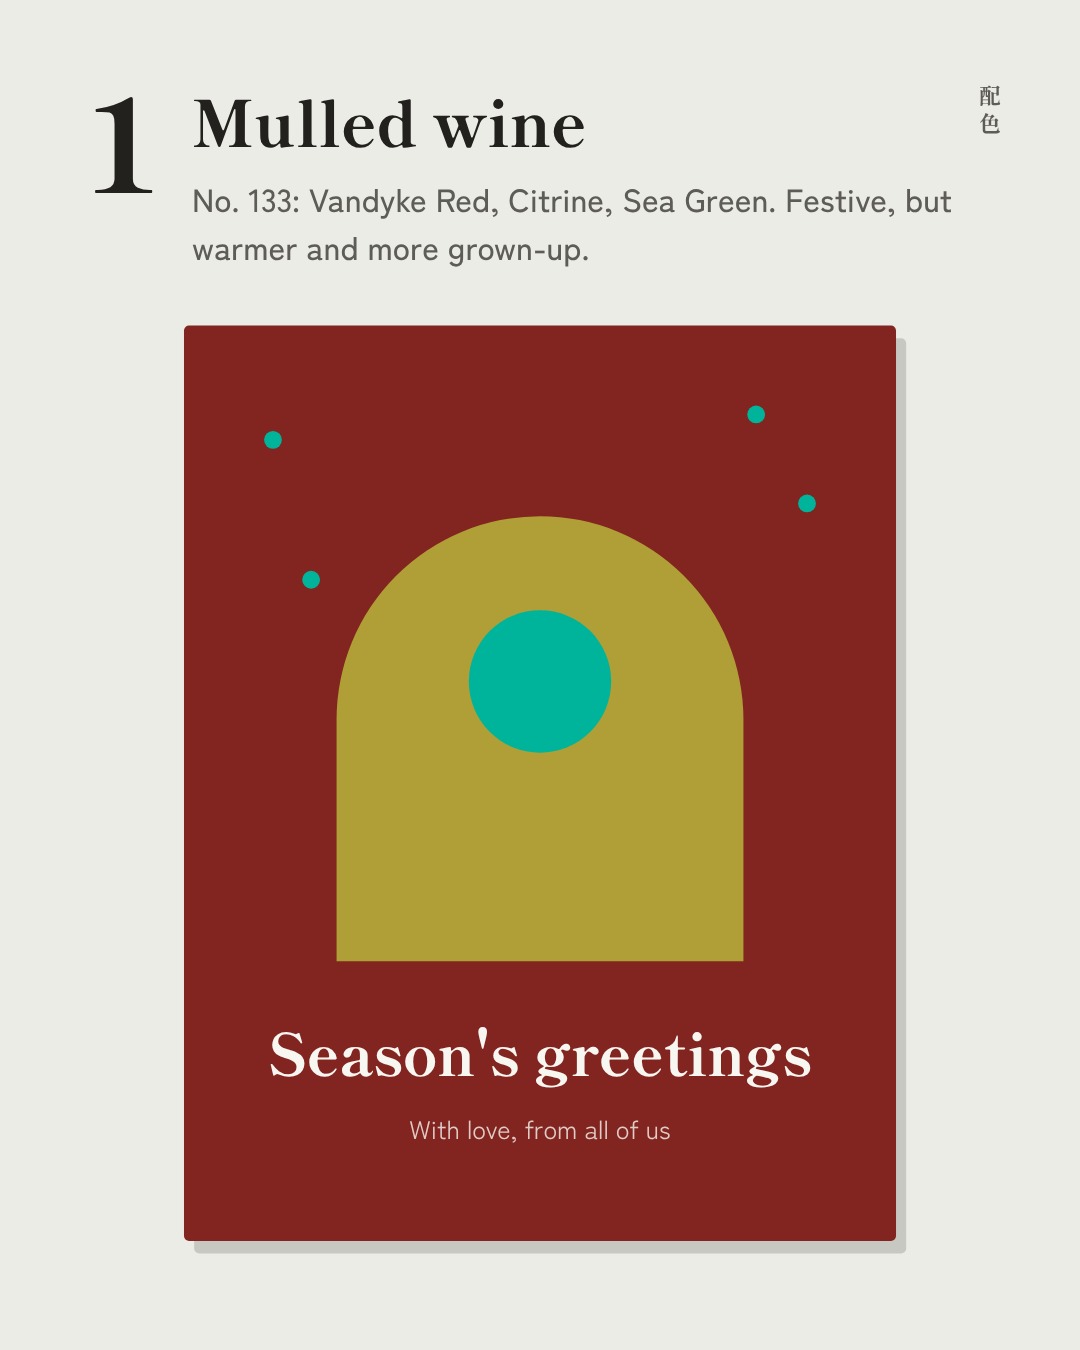 1
Mulled wine
配色
No. 133: Vandyke Red, Citrine, Sea Green. Festive, but
warmer and more grown-up.
Season's greetings
With love, from all of us